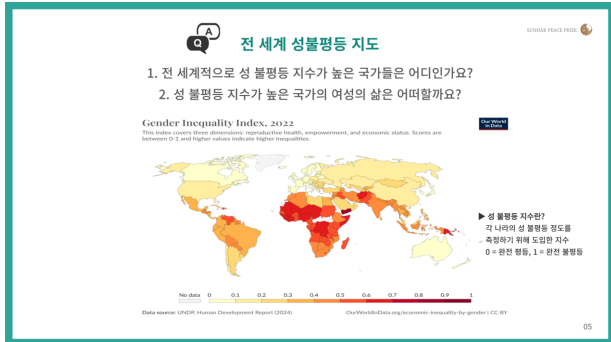 A
Q
전 세계 성불평등 지도
SUNHAK PEACE PRIZE
1. 전 세계적으로 성 불평등 지수가 높은 국가들은 어디인가요?
2. 성 불평등 지수가 높은 국가의 여성의 삶은 어떠할까요?
Gender Inequality Index, 2022
Our World
in Data
This index covers three dimensions: reproductive health, empowerment, and economic status. Scores are
between 0-1 and higher values indicate higher inequalities.
▶ 성 불평등 지수란?
각 나라의 성 불평등 정도를
측정하기 위해 도입한 지수
0 = 완전 평등, 1 = 완전 불평등
No data 0 0.1 0.2 0.3 0.4 0.5 0.6 0.7 0.8 0.9 1
Data source: UNDP, Human Development Report (2024)
OurWorldInData.org/economic-inequality-by-gender | CC BY
05